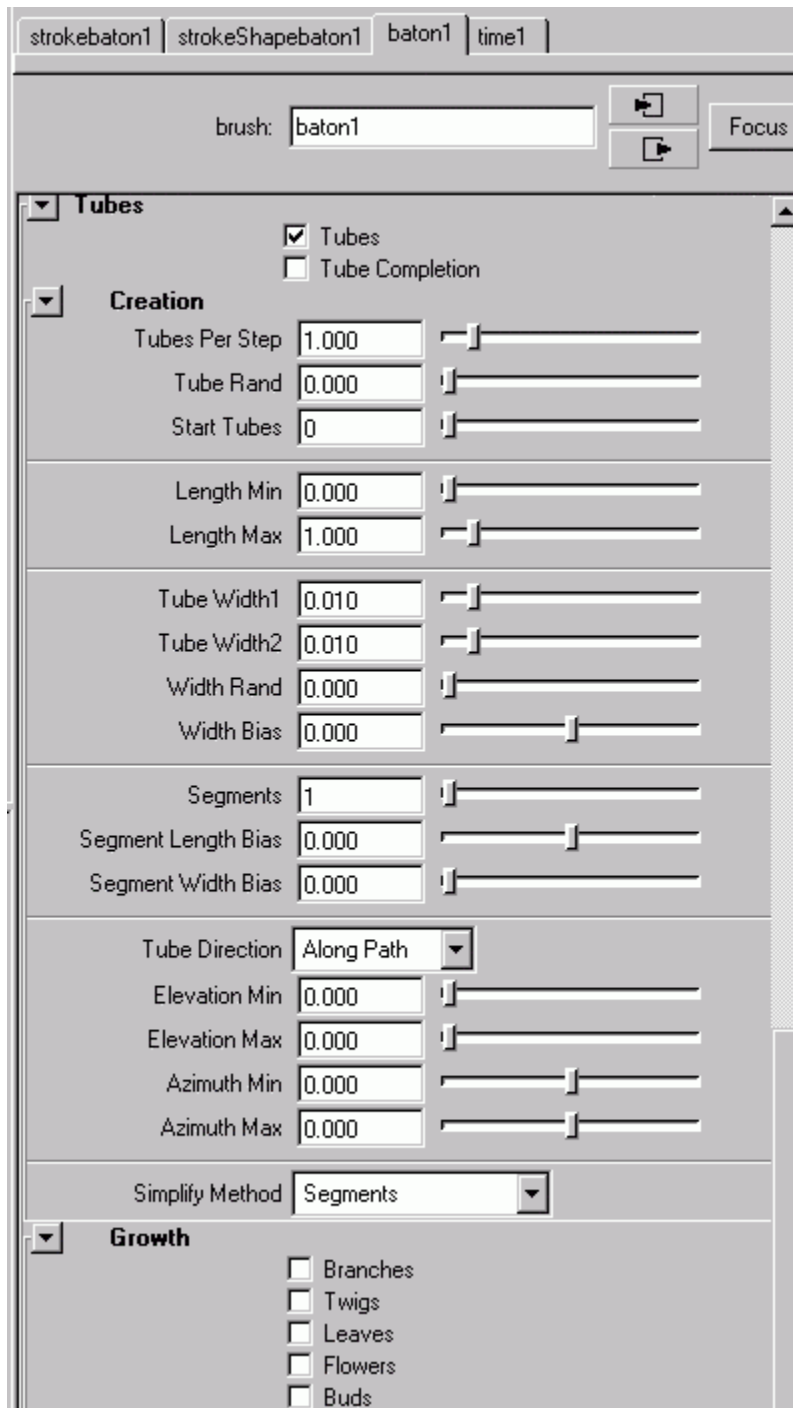 strokebaton1 strokeShapebaton1 baton1 time1
brush: baton1 Focus
Tubes
Tubes
Tube Completion
Creation
Tubes Per Step 1.000
Tube Rand 0.000
Start Tubes 0
Length Min 0.000
Length Max 1.000
Tube Width1 0.010
Tube Width2 0.010
Width Rand 0.000
Width Bias 0.000
Segments 1
Segment Length Bias 0.000
Segment Width Bias 0.000
Tube Direction Along Path
Elevation Min 0.000
Elevation Max 0.000
Azimuth Min 0.000
Azimuth Max 0.000
Simplify Method Segments
Growth
Branches
Twigs
Leaves
Flowers
Buds